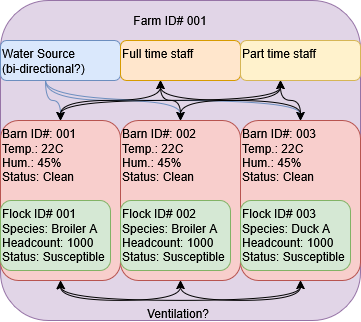 Farm ID# 001
Water Source
(bi-directional?)
Full time staff
Part time staff
Barn ID#: 001
Temp.: 22C
Hum.: 45%
Status: Clean
Barn ID#: 002
Temp.: 22C
Hum.: 45%
Status: Clean
Barn ID#: 003
Temp.: 22C
Hum.: 45%
Status: Clean
Flock ID# 001
Species: Broiler A
Headcount: 1000
Status: Susceptible
Flock ID# 002
Species: Broiler A
Headcount: 1000
Status: Susceptible
Flock ID# 003
Species: Duck A
Headcount: 1000
Status: Susceptible
Ventilation?